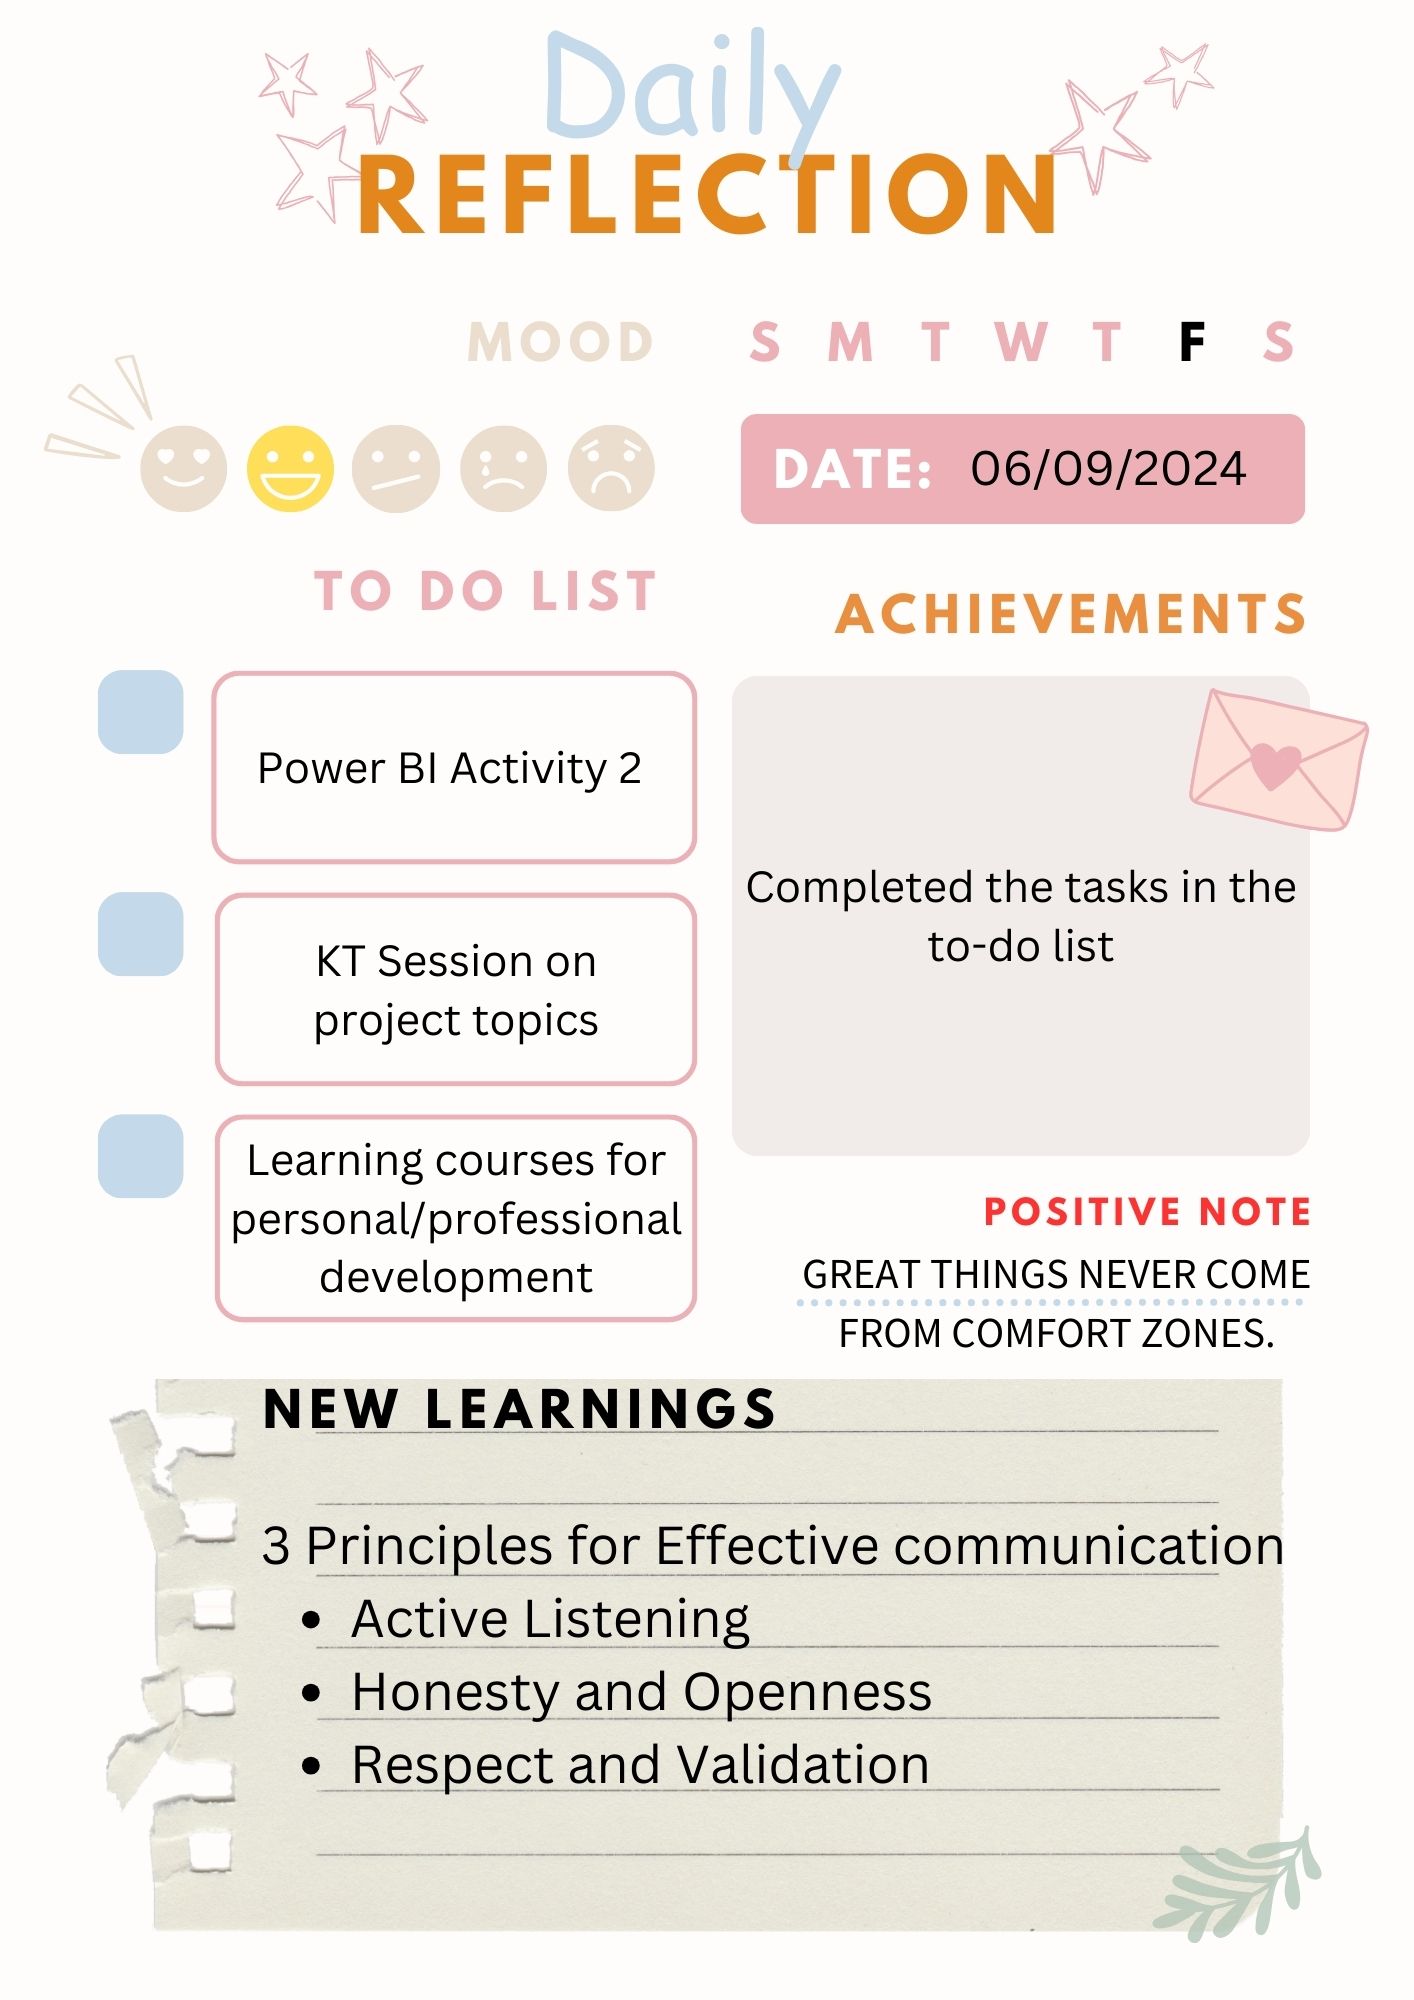 Daily
REFLECTION
MOOD
S M T W T F S
DATE: 06/09/2024
TO DO LIST
Power BI Activity 2
KT Session on
project topics
Learning courses for
personal/professional
development
ACHIEVEMENTS
Completed the tasks in the
to-do list
POSITIVE NOTE
GREAT THINGS NEVER COME
FROM COMFORT ZONES.
NEW LEARNINGS
3 Principles for Effective communication
• Active Listening
• Honesty and Openness
• Respect and Validation